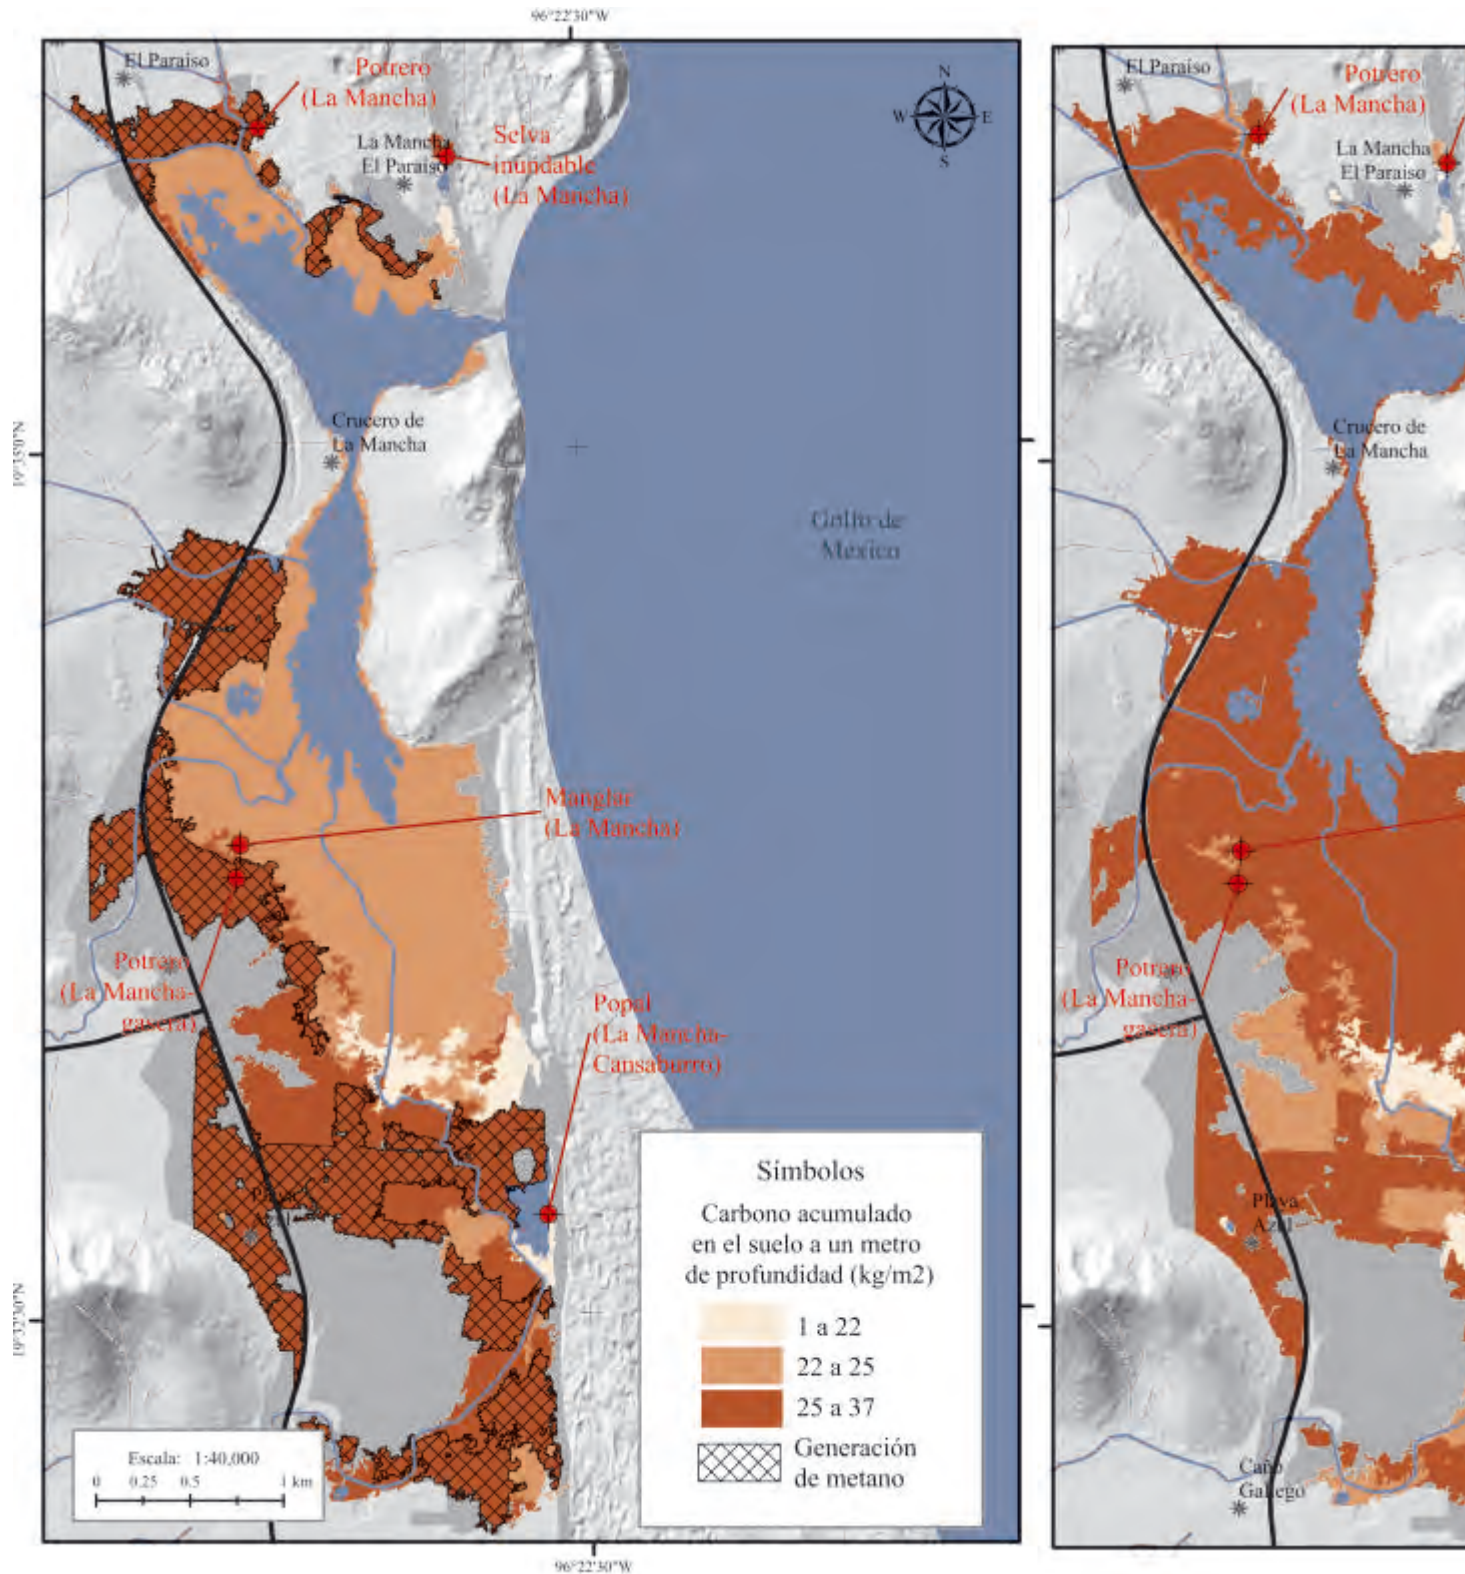 96°22'30"W
El Paraiso
Potrero
(La Mancha)
N
W
E
S
La Mancha
El Paraiso
Selva
inundable
(La Mancha)
Crucero de
La Mancha
19°35'0"N
Golfo de
México
Manglar
(La Mancha)
Potrero
(La Mancha-
gasera)
Popal
(La Mancha-
Cansaburro)
19°32'30"N
Símbolos
Carbono acumulado
en el suelo a un metro
de profundidad (kg/m2)
1 a 22
22 a 25
25 a 37
Generación
de metano
Escala: 1:40,000
0 0.25 0.5 1 km
96°22'30"W
El Paraiso
Potrero
(La Mancha)
La Mancha
El Paraiso
Crucero de
La Mancha
Potrero
(La Mancha-
gasera)
Playa
Azul
Caño
Gallego